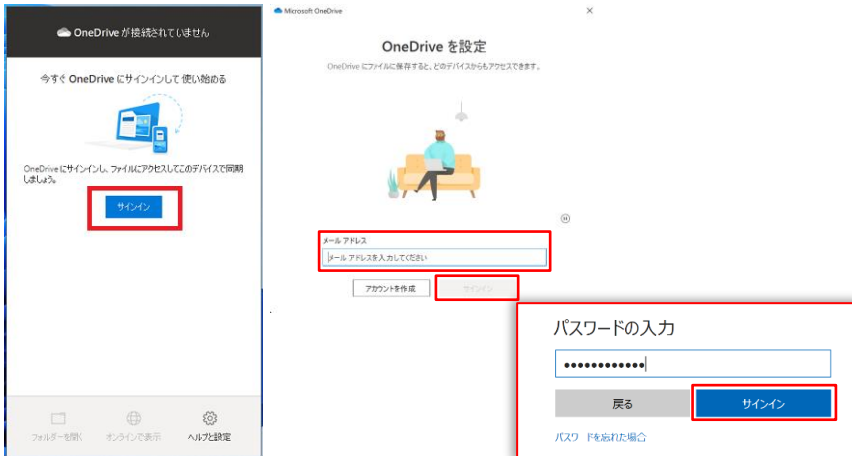 OneDrive が接続されていません
今すぐ OneDrive にサインインして使い始める
OneDrive にサインインし、ファイルにアクセスしてこのデバイスで同期
しましょう。
サインイン
フォルダーを開く
オンラインで表示
ヘルプと設定
Microsoft OneDrive
OneDrive を設定
OneDrive にファイルに保存すると、どのデバイスからもアクセスできます。
メール アドレス
メール アドレスを入力してください
アカウントを作成
サインイン
パスワードの入力
戻る
サインイン
パスワードを忘れた場合